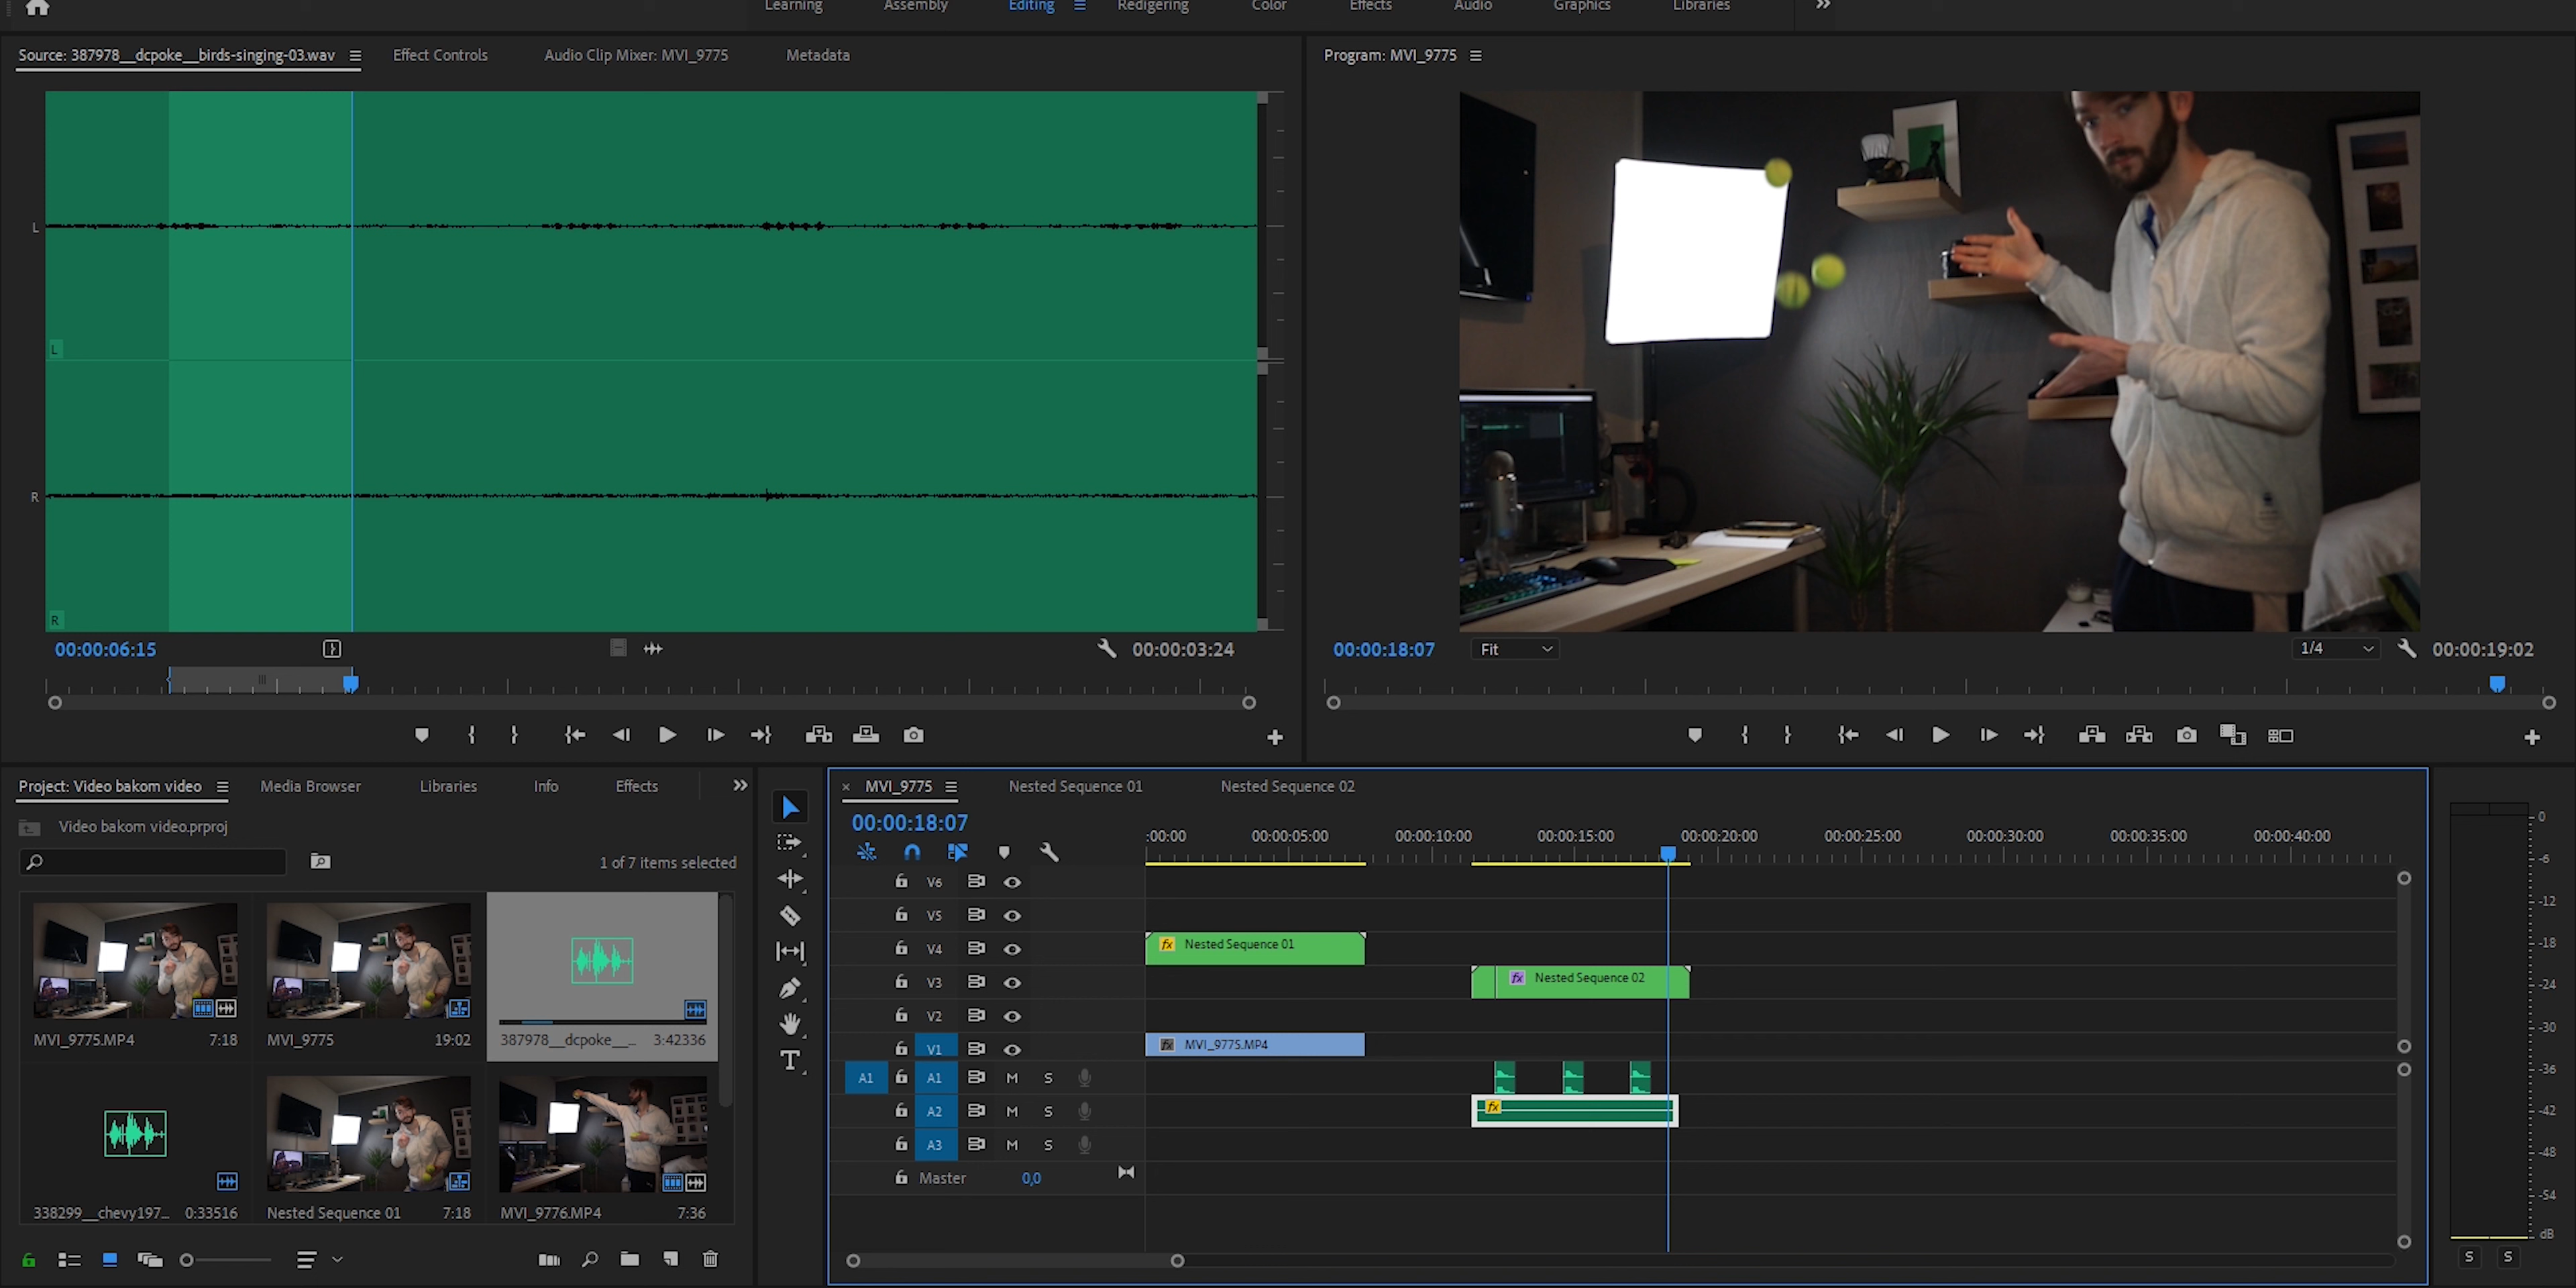 Learning Assembly Editing Redigering Color Effects Audio Graphics Libraries
Source: 387978__dcpoke__birds-singing-03.wav Effect Controls Audio Clip Mixer: MVI_9775 Metadata
Program: MVI_9775
L
L
R
R
00:00:06:15
00:00:03:24
00:00:18:07 Fit 1/4 00:00:19:02
Project: Video bakom video Media Browser Libraries Info Effects
Video bakom video.prproj
1 of 7 items selected
MVI_9775.MP4 7:18
MVI_9775 19:02
387978__dcpoke__... 3:42336
338299__chevy197... 0:33516
Nested Sequence 01 7:18
MVI_9776.MP4 7:36
T
× MVI_9775 Nested Sequence 01 Nested Sequence 02
00:00:18:07
:00:00 00:00:05:00 00:00:10:00 00:00:15:00 00:00:20:00 00:00:25:00 00:00:30:00 00:00:35:00 00:00:40:00
V6
V5
V4 fx Nested Sequence 01
V3 fx Nested Sequence 02
V2
V1 fx MVI_9775.MP4
A1 A1 M S
A2 M S fx
A3 M S
Master 0,0
0
-6
-12
-18
-24
-30
-36
-42
-48
-54
dB
S S